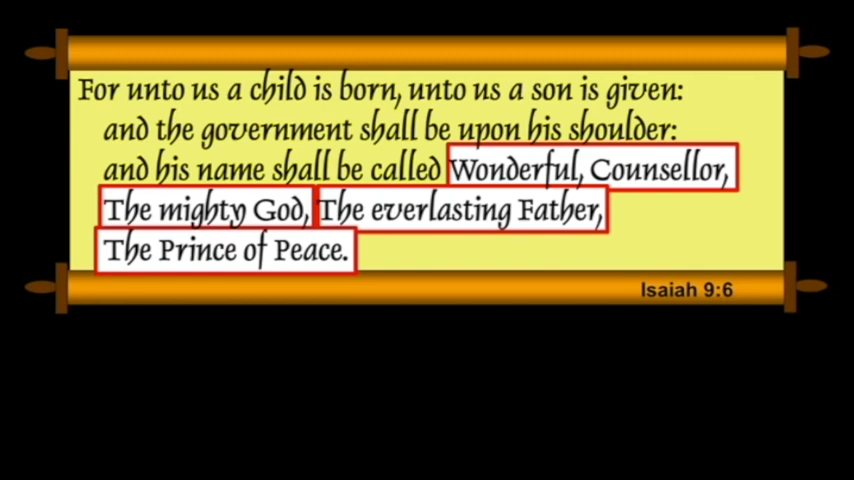 For unto us a child is born, unto us a son is given:
and the government shall be upon his shoulder:
and his name shall be called Wonderful, Counsellor,
The mighty God, The everlasting Father,
The Prince of Peace.
Isaiah 9:6